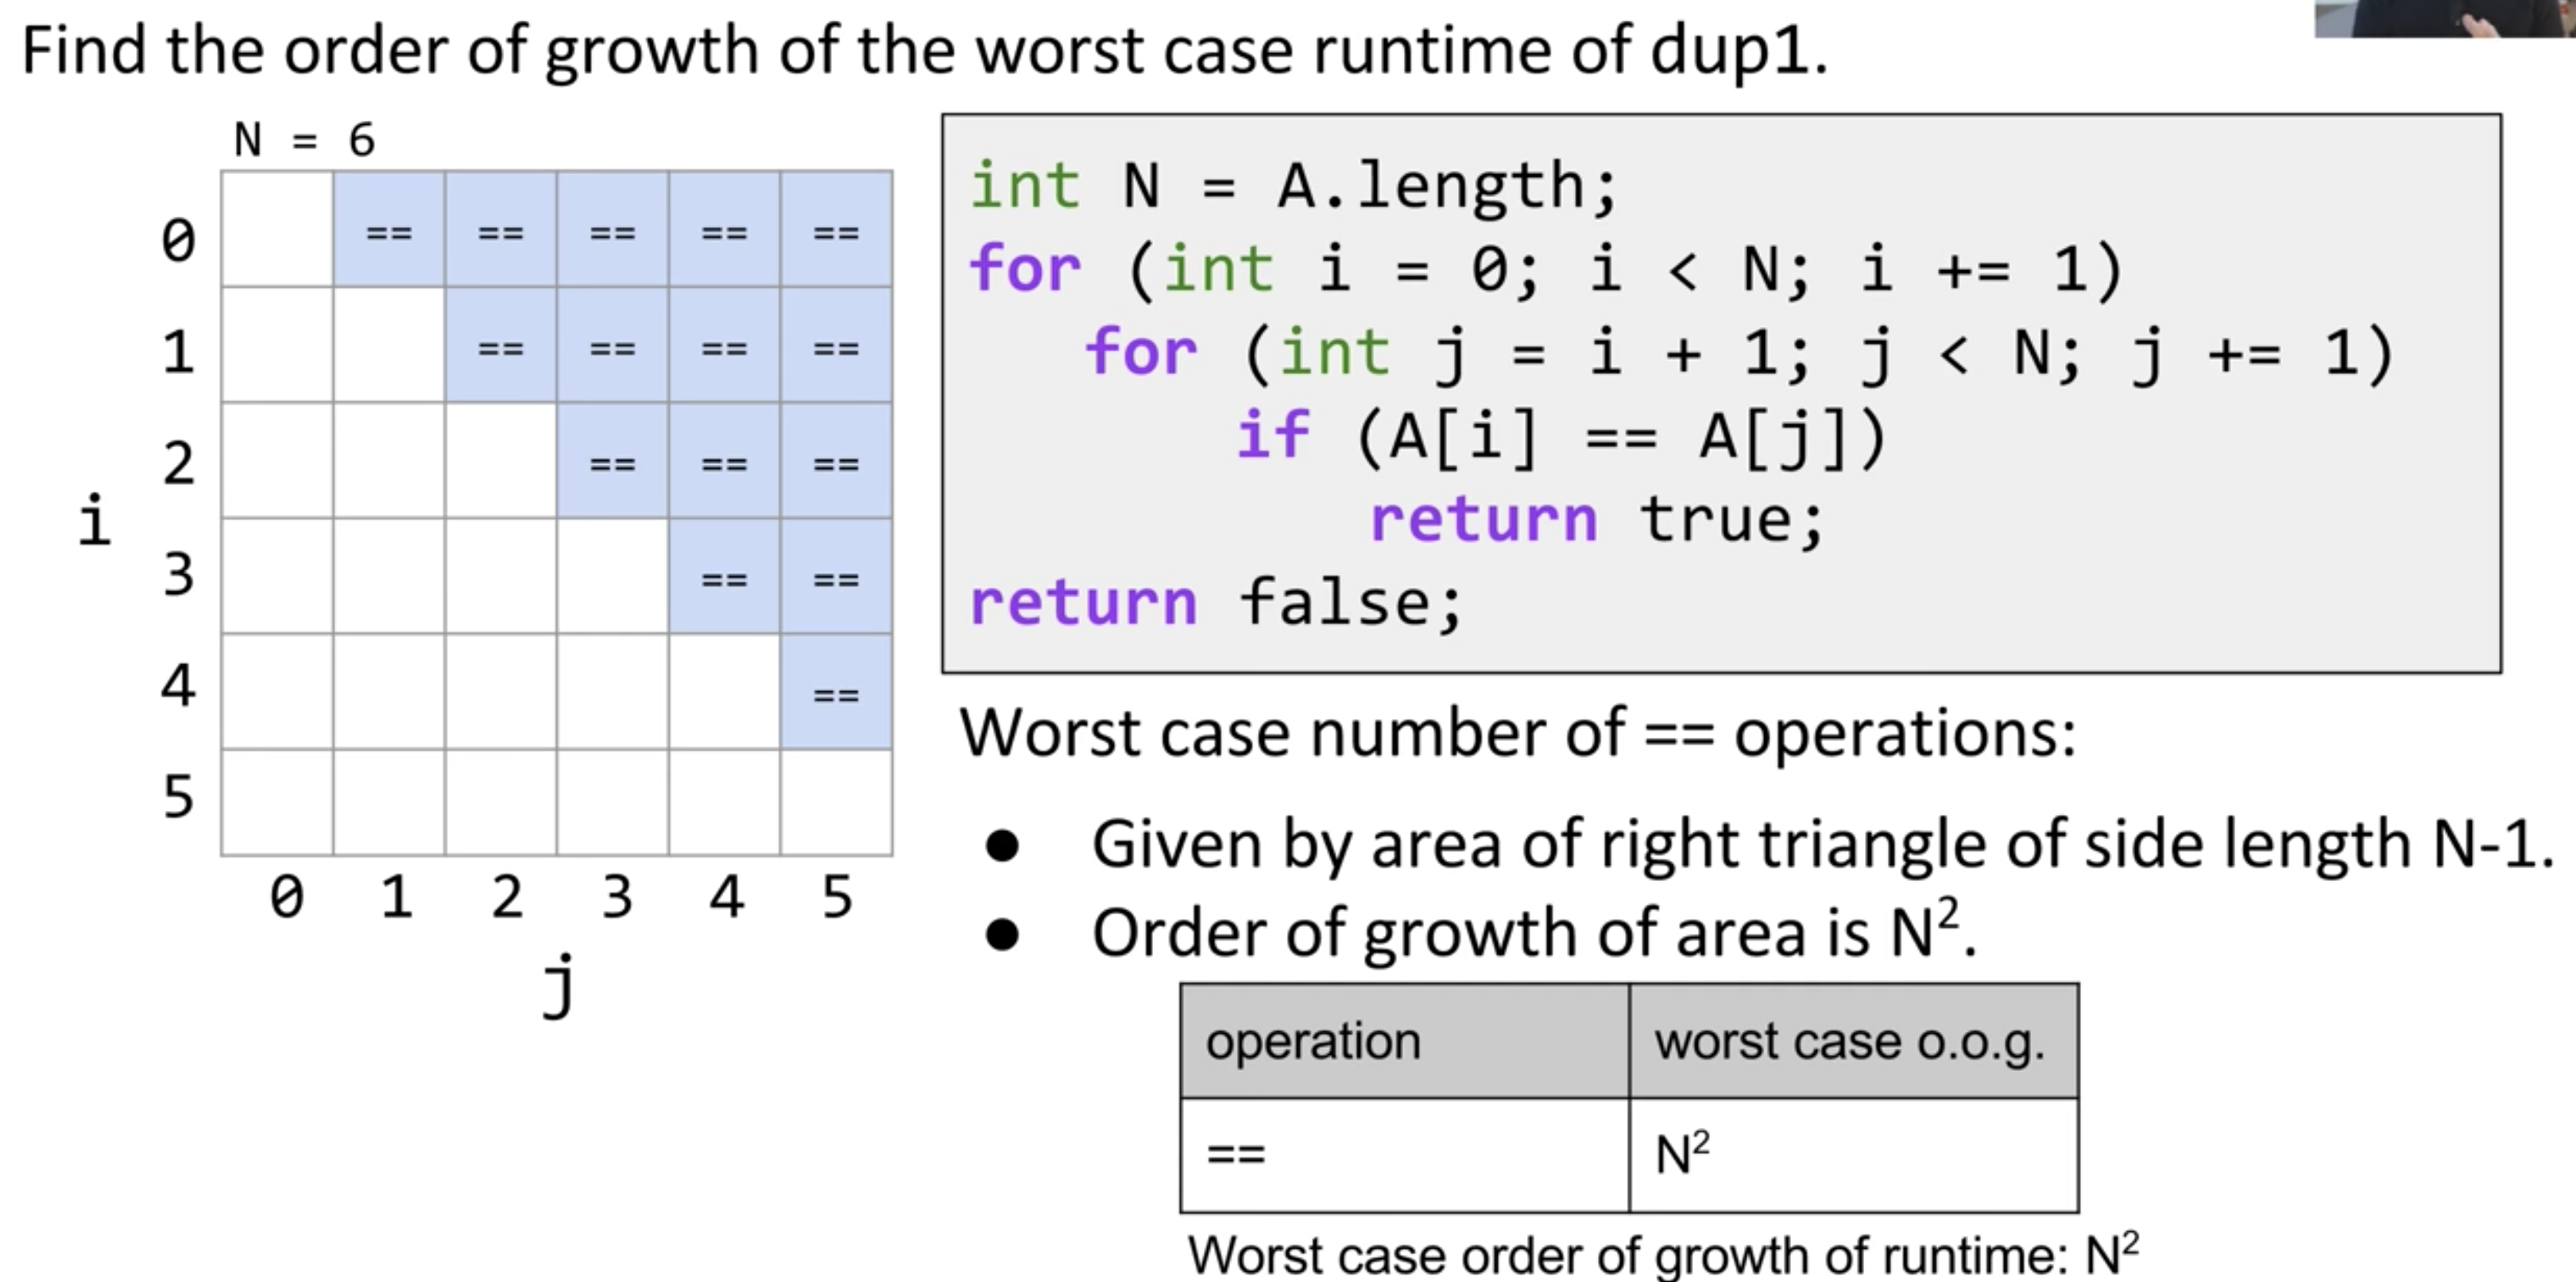 Find the order of growth of the worst case runtime of dup1.
N = 6
0 == == == == ==
1 == == == ==
2 == == ==
i
3 == ==
4 ==
5
0 1 2 3 4 5
j
int N = A.length;
for (int i = 0; i < N; i += 1)
for (int j = i + 1; j < N; j += 1)
if (A[i] == A[j])
return true;
return false;
Worst case number of == operations:
● Given by area of right triangle of side length N-1.
● Order of growth of area is N².
operation worst case o.o.g.
== N²
Worst case order of growth of runtime: N²